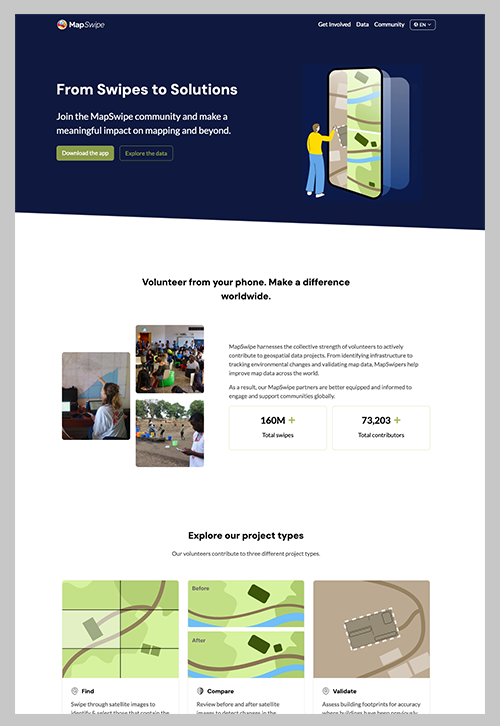 MapSwipe
Get Involved Data Community EN
From Swipes to Solutions
Join the MapSwipe community and make a
meaningful impact on mapping and beyond.
Download the app
Explore the data
Volunteer from your phone. Make a difference
worldwide.
MapSwipe harnesses the collective strength of volunteers to actively
contribute to geospatial data projects. From identifying infrastructure to
tracking environmental changes and validating map data, MapSwipers help
improve map data across the world.
As a result, our MapSwipe partners are better equipped and informed to
engage and support communities globally.
160M +
Total swipes
73,203 +
Total contributors
Explore our project types
Our volunteers contribute to three different project types.
Before
After
Find
Swipe through satellite images to
identify & select those that contain the
Compare
Review before and after satellite
images to detect changes in the
Validate
Assess building footprints for accuracy
where buildings have been previously